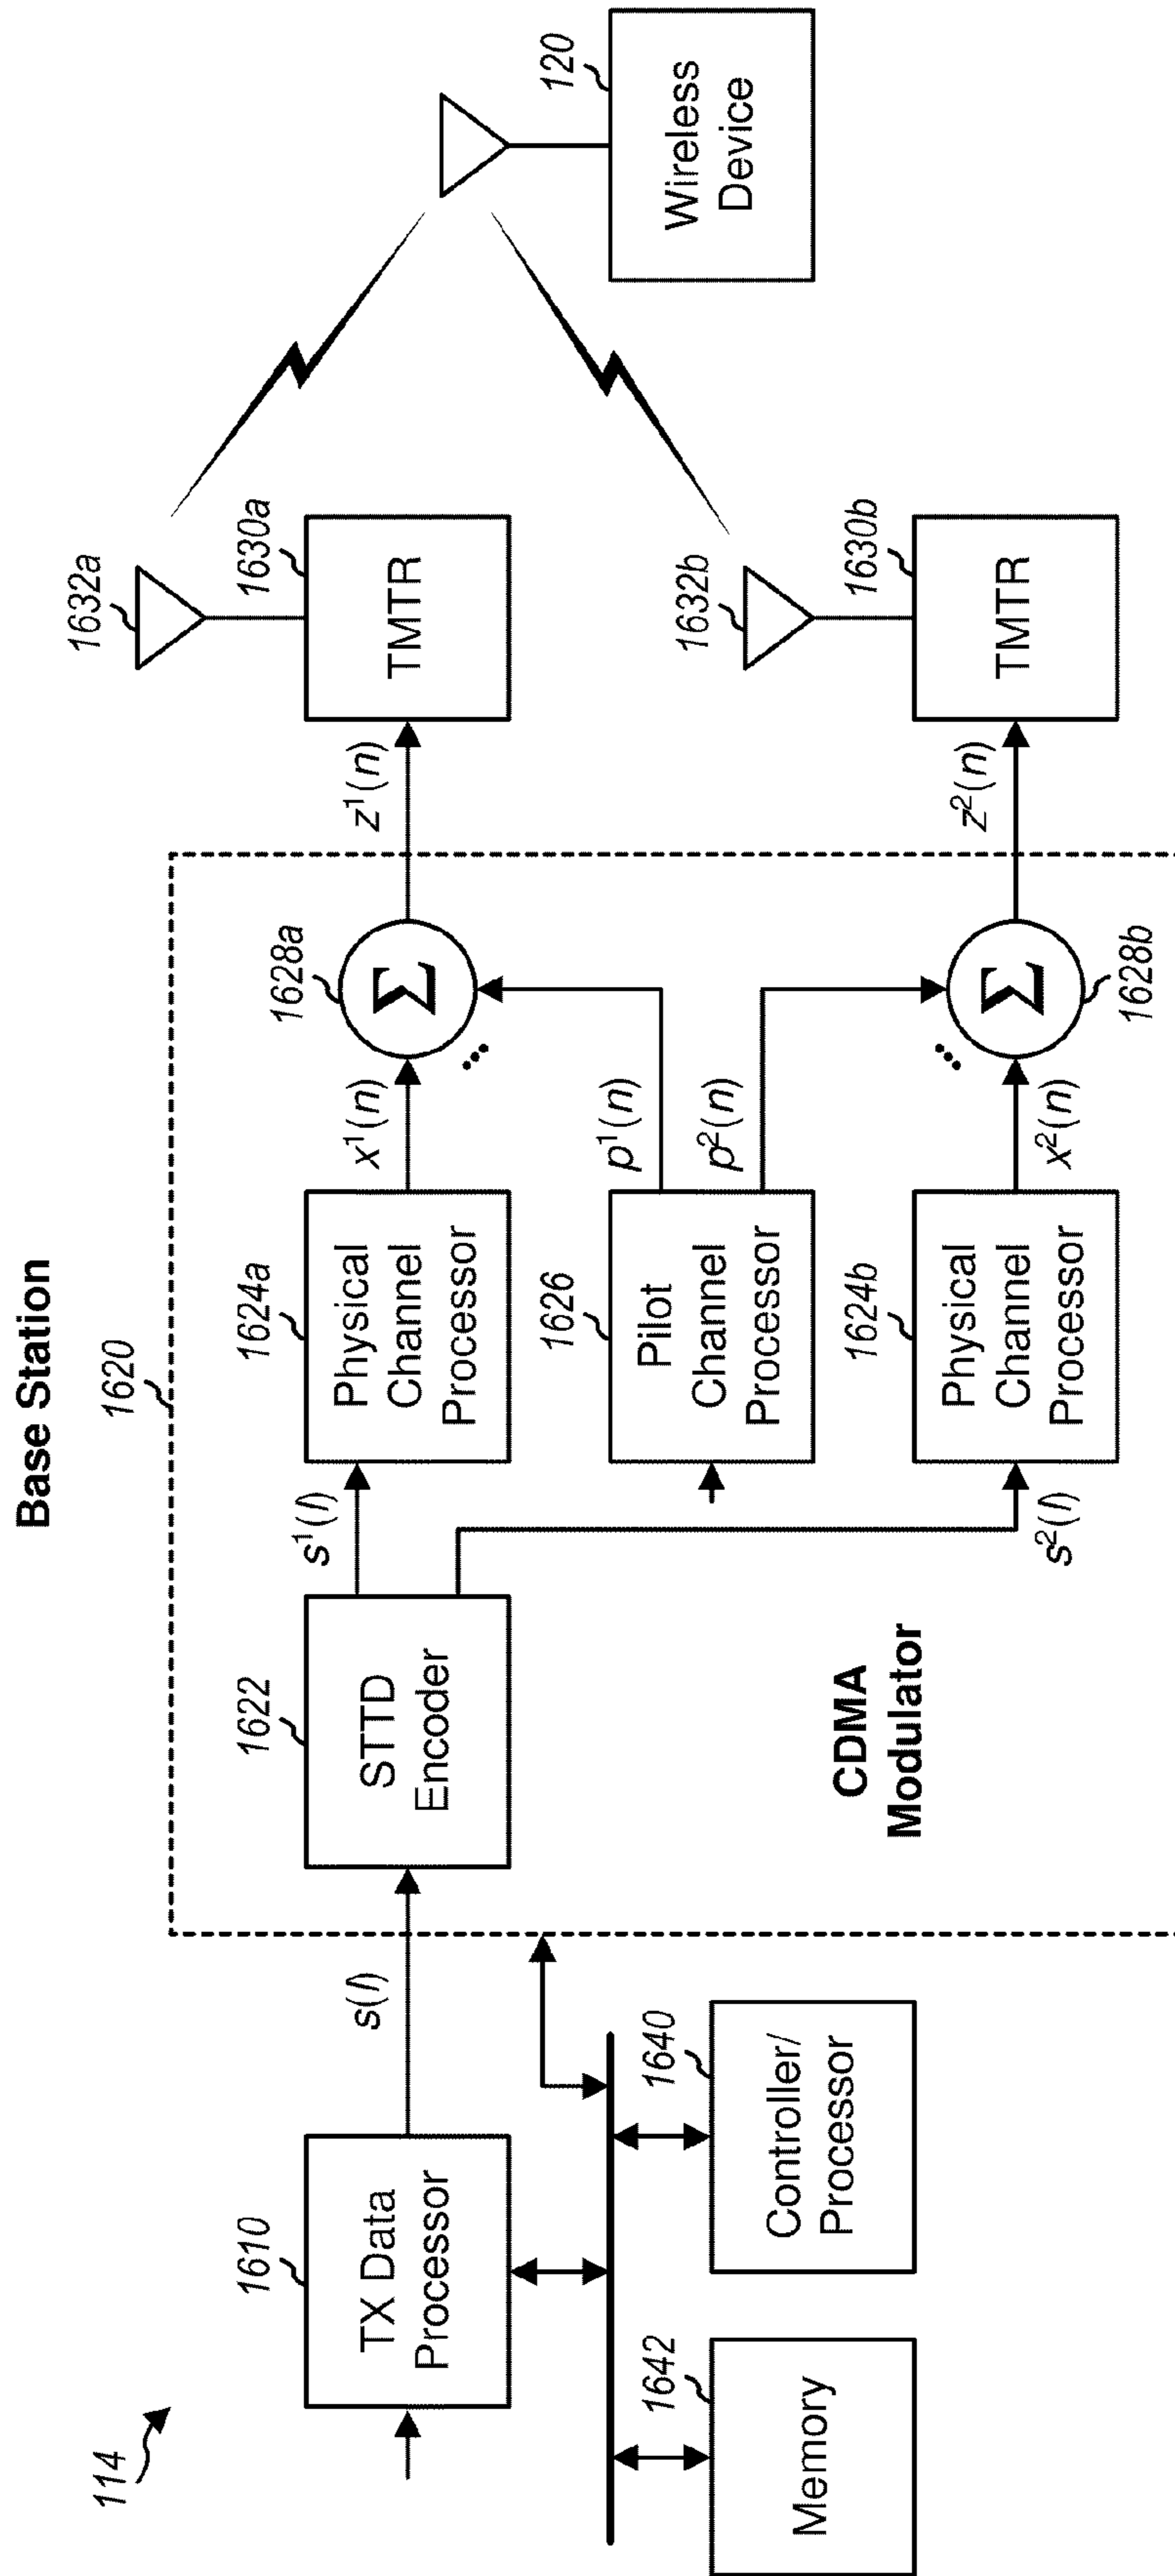 Base Station
114
1610
TX Data
Processor
s(l)
1642
Memory
1640
Controller/
Processor
1620
1622
STTD
Encoder
s¹(l)
s²(l)
CDMA
Modulator
1624a
Physical
Channel
Processor
1626
Pilot
Channel
Processor
1624b
Physical
Channel
Processor
x¹(n)
p¹(n)
p²(n)
x²(n)
1628a
Σ
Σ
1628b
z¹(n)
z²(n)
1632a
1630a
TMTR
1632b
1630b
TMTR
120
Wireless
Device